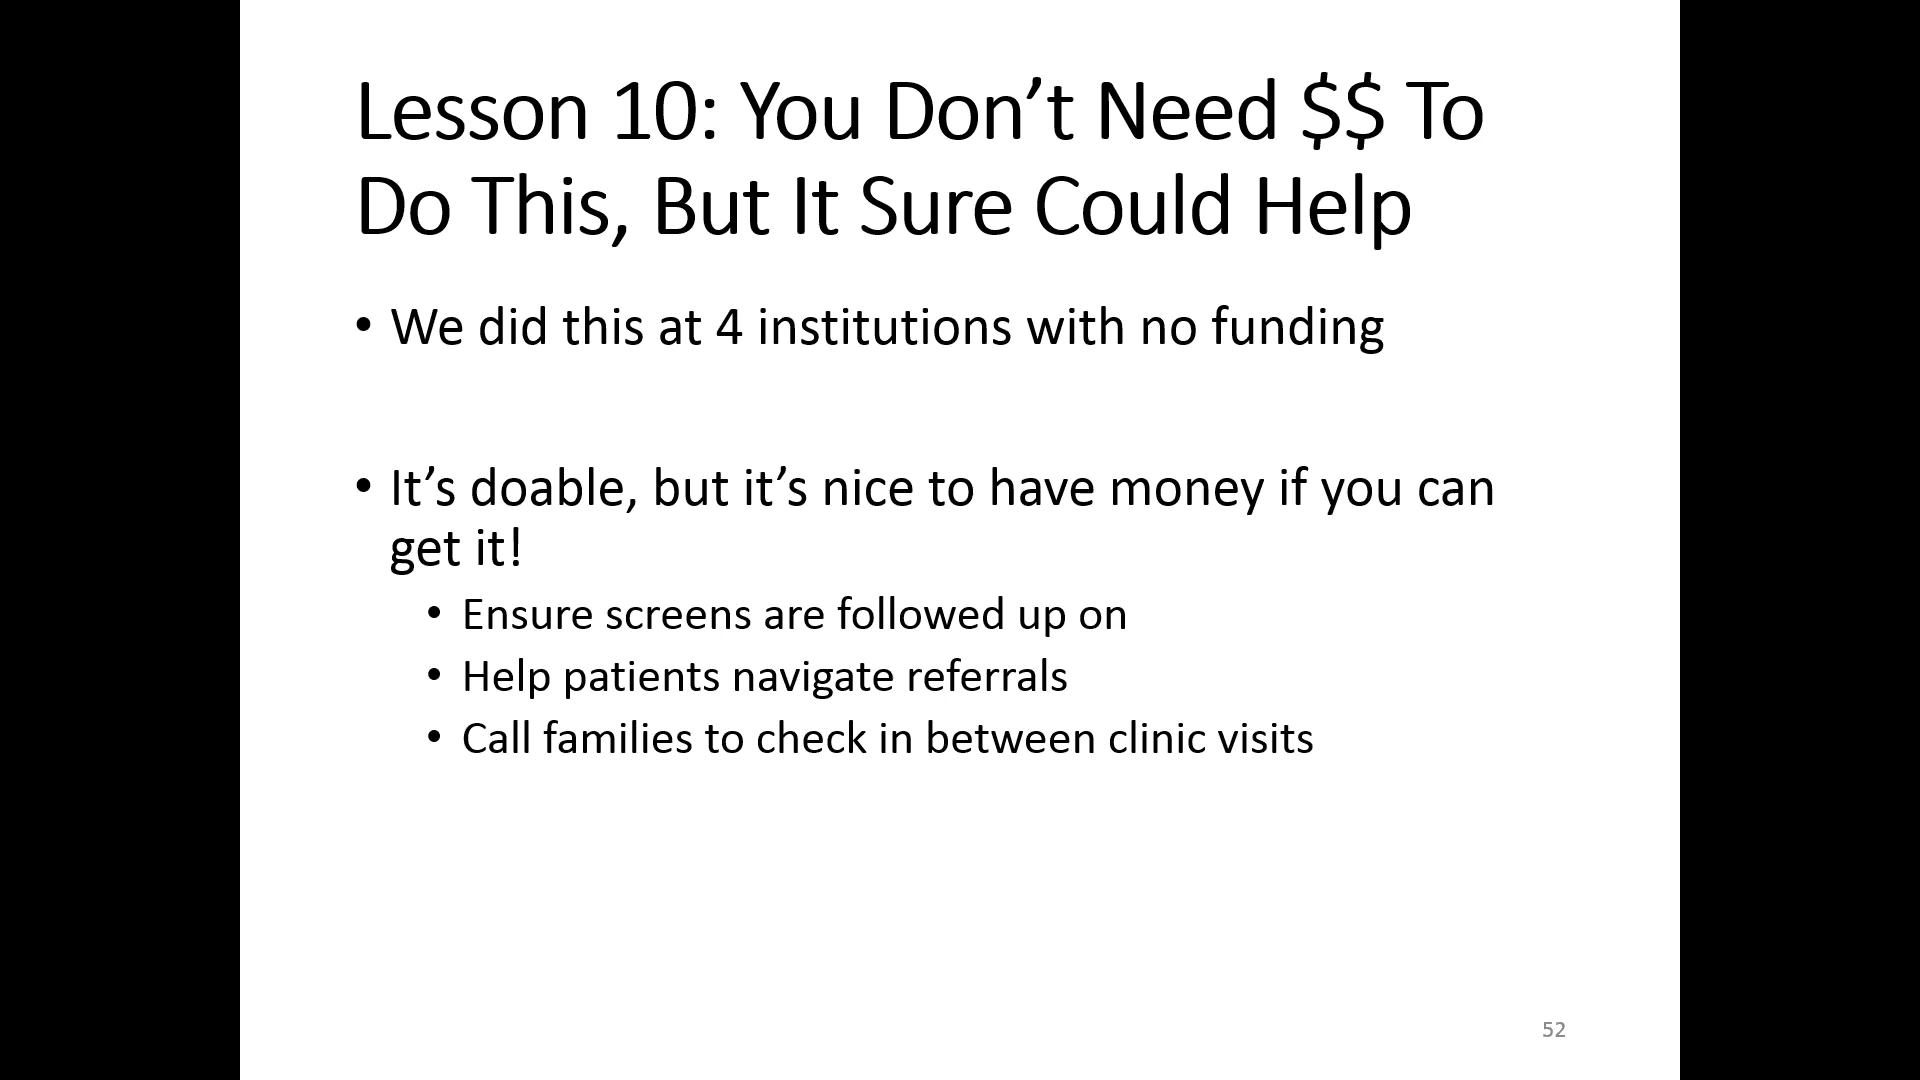 Lesson 10: You Don’t Need $$ To
Do This, But It Sure Could Help
• We did this at 4 institutions with no funding
• It’s doable, but it’s nice to have money if you can
get it!
• Ensure screens are followed up on
• Help patients navigate referrals
• Call families to check in between clinic visits
52